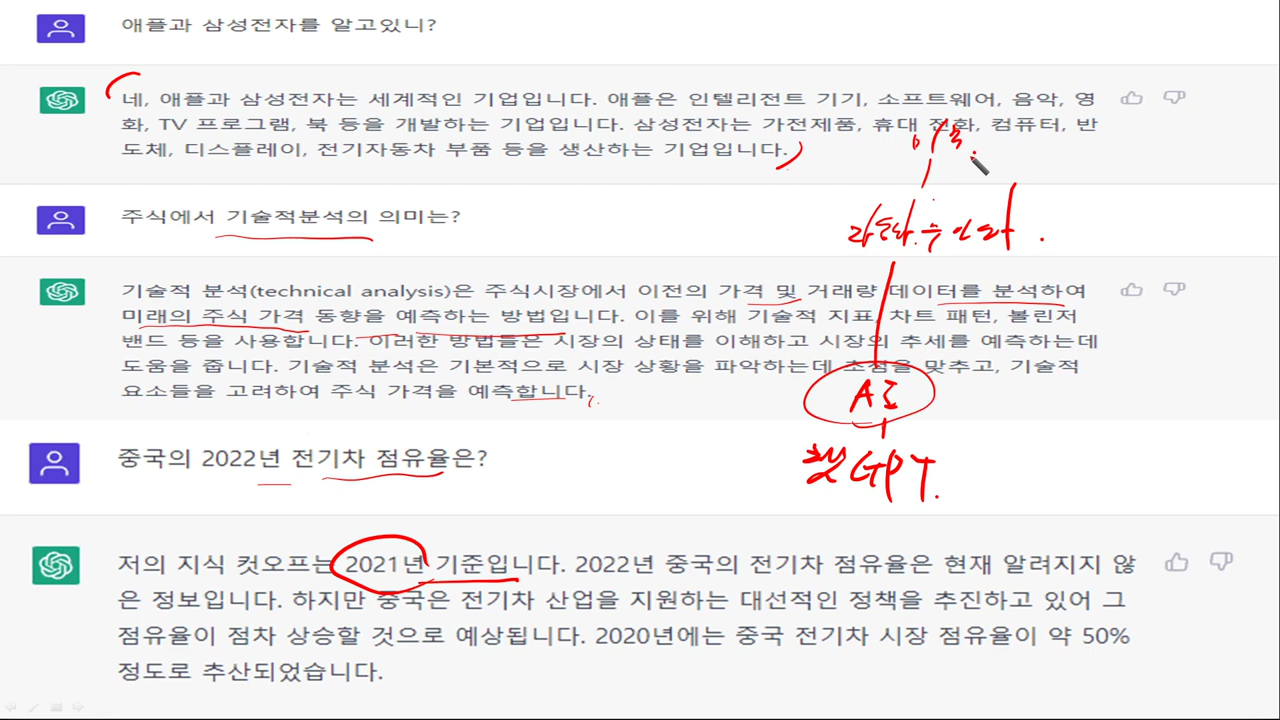 애플과 삼성전자를 알고있니?
네, 애플과 삼성전자는 세계적인 기업입니다. 애플은 인텔리전트 기기, 소프트웨어, 음악, 영
화, TV 프로그램, 북 등을 개발하는 기업입니다. 삼성전자는 가전제품, 휴대 전화, 컴퓨터, 반
도체, 디스플레이, 전기자동차 부품 등을 생산하는 기업입니다.
주식에서 기술적분석의 의미는?
기술적 분석(technical analysis)은 주식시장에서 이전의 가격 및 거래량 데이터를 분석하여
미래의 주식 가격 동향을 예측하는 방법입니다. 이를 위해 기술적 지표, 차트 패턴, 볼린저
밴드 등을 사용합니다. 이러한 방법들은 시장의 상태를 이해하고 시장의 추세를 예측하는데
도움을 줍니다. 기술적 분석은 기본적으로 시장 상황을 파악하는데 초점을 맞추고, 기술적
요소들을 고려하여 주식 가격을 예측합니다.
AI
챗GPT.
중국의 2022년 전기차 점유율은?
저의 지식 컷오프는 2021년 기준입니다. 2022년 중국의 전기차 점유율은 현재 알려지지 않
은 정보입니다. 하지만 중국은 전기차 산업을 지원하는 대선적인 정책을 추진하고 있어 그
점유율이 점차 상승할 것으로 예상됩니다. 2020년에는 중국 전기차 시장 점유율이 약 50%
정도로 추산되었습니다.